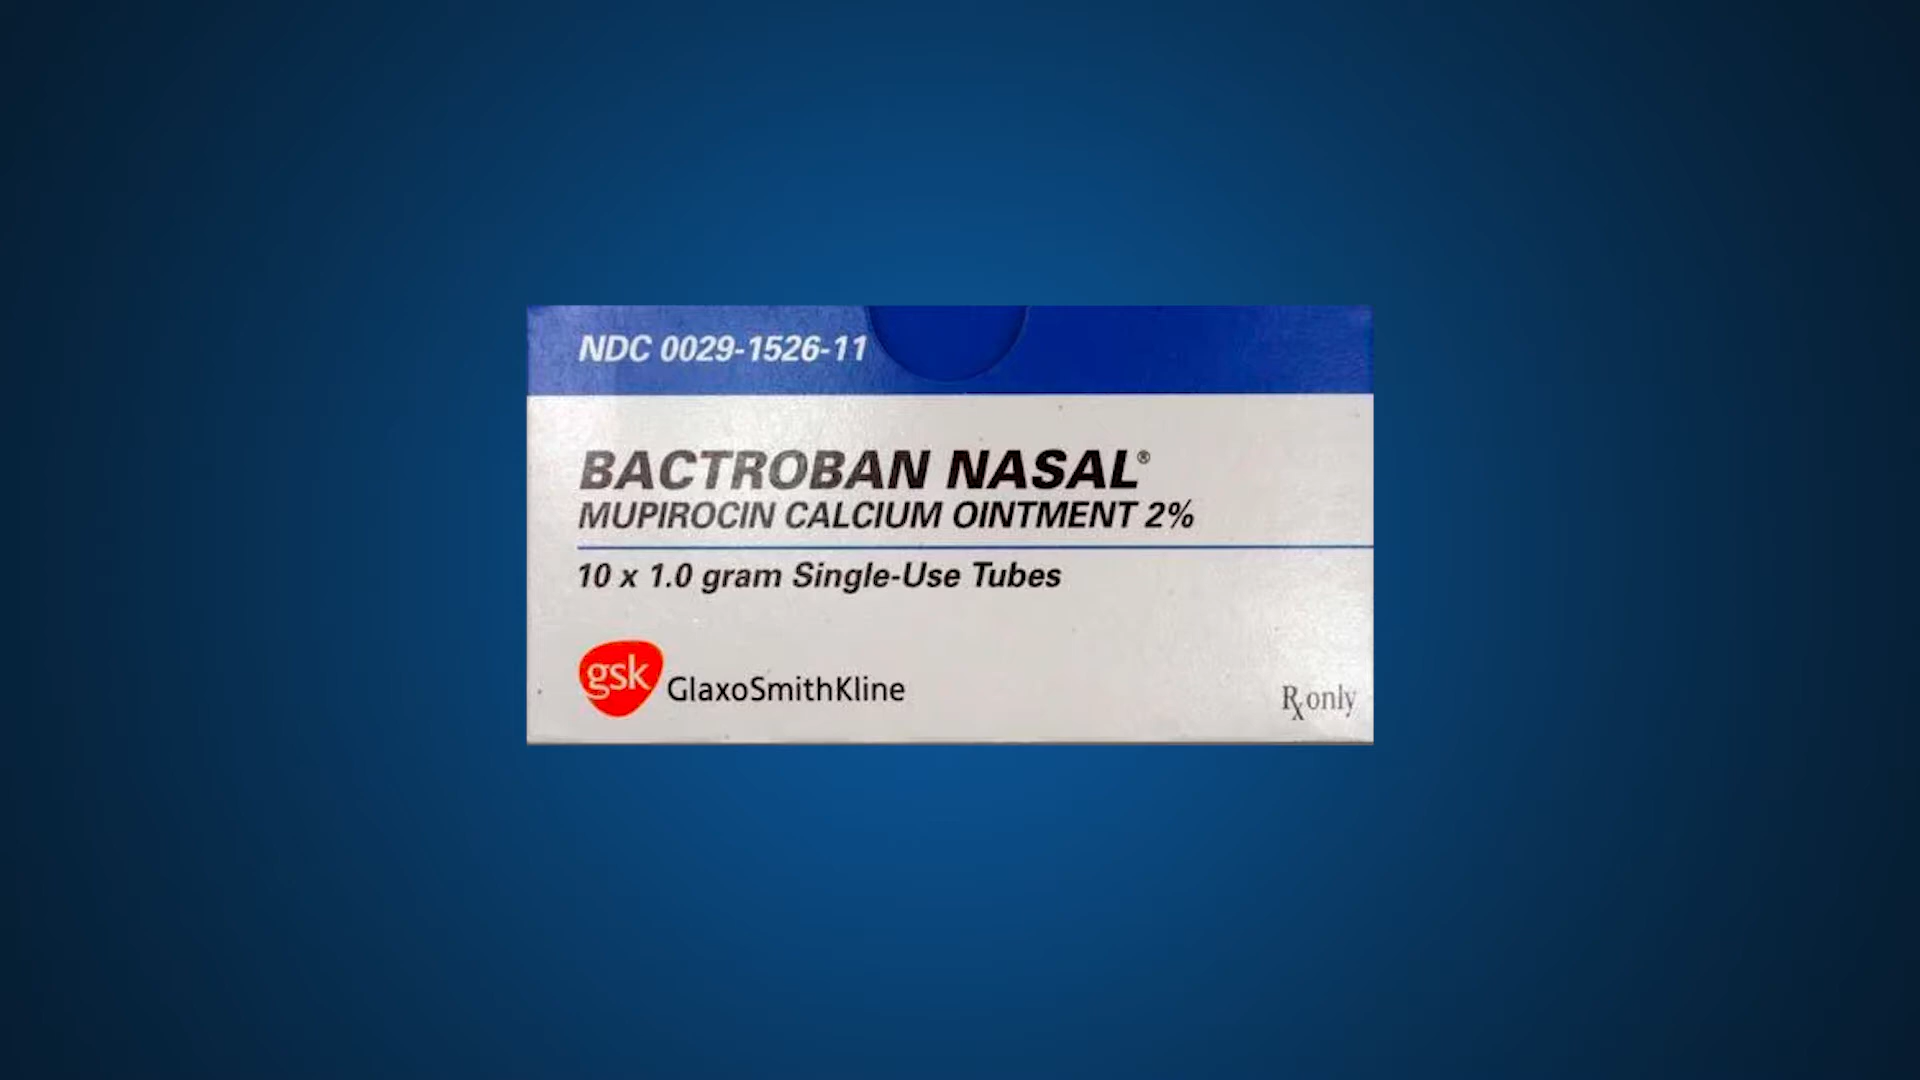 NDC 0029-1526-11
BACTROBAN NASAL®
MUPIROCIN CALCIUM OINTMENT 2%
10 x 1.0 gram Single-Use Tubes
gsk GlaxoSmithKline
Rx only